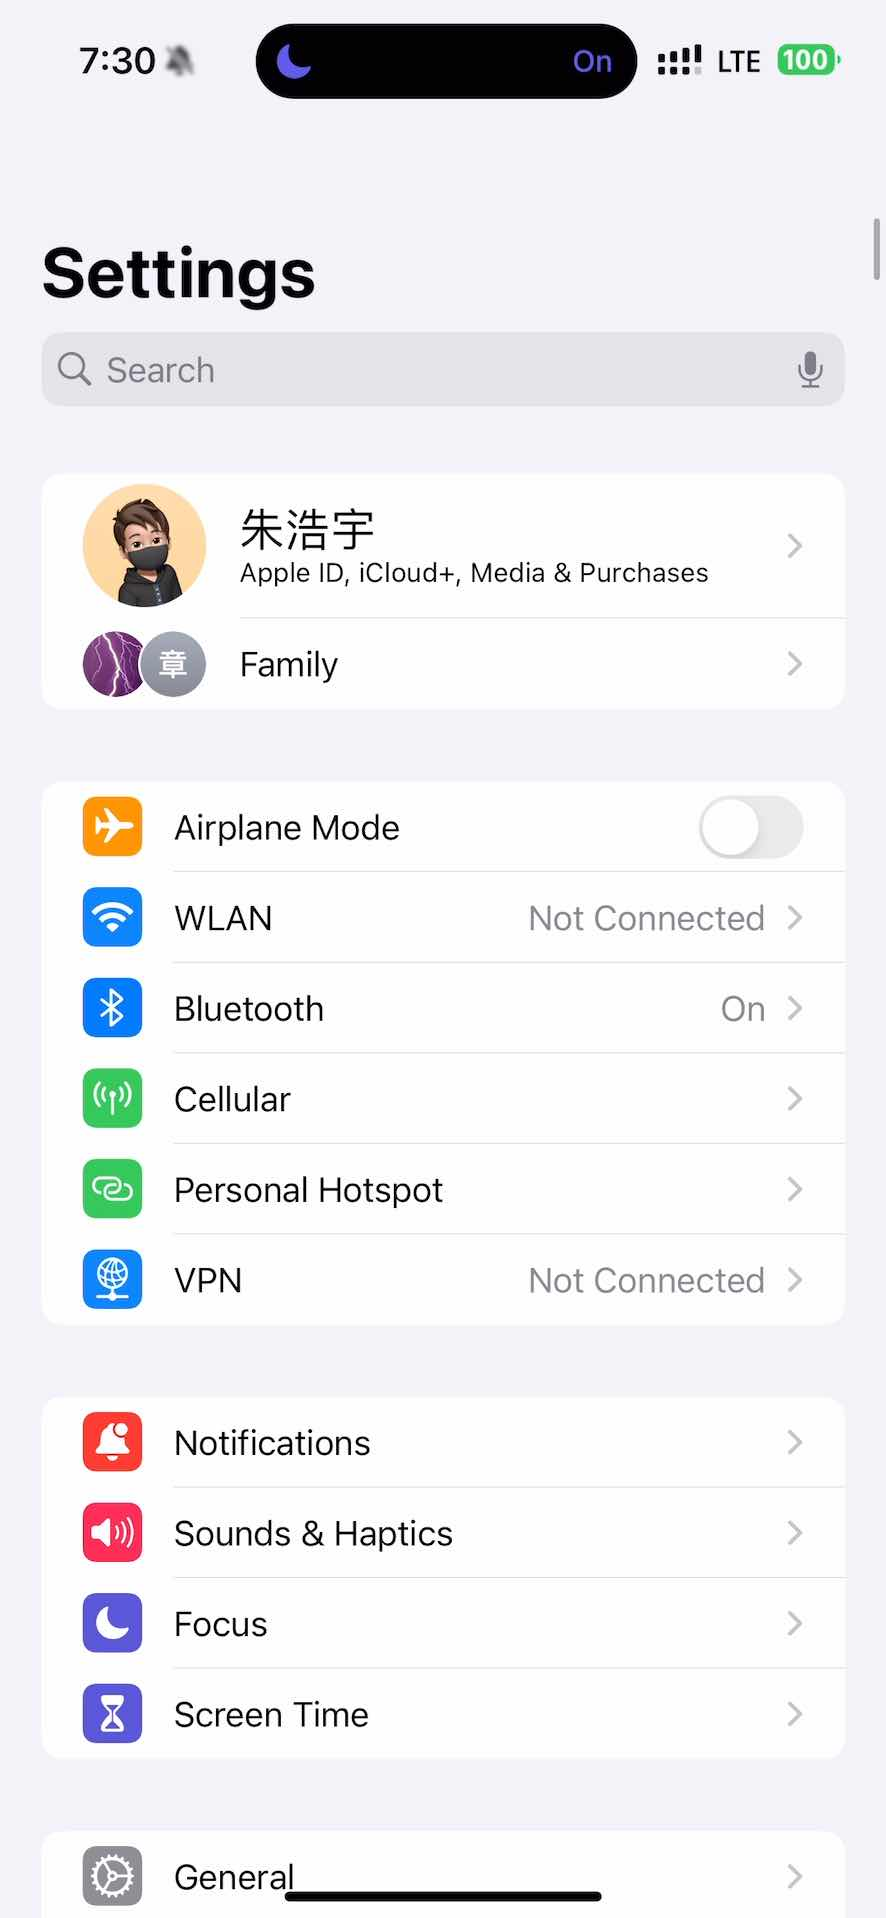 7:30 On LTE 100
Settings
Search
朱浩宇
Apple ID, iCloud+, Media & Purchases
章 Family
Airplane Mode
WLAN Not Connected
Bluetooth On
Cellular
Personal Hotspot
VPN Not Connected
Notifications
Sounds & Haptics
Focus
Screen Time
General